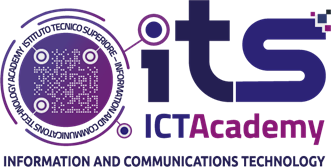 ISTITUTO TECNICO SUPERIORE - INFORMATION AND COMMUNICATIONS TECHNOLOGY ACADEMY
its
ICTAcademy
INFORMATION AND COMMUNICATIONS TECHNOLOGY